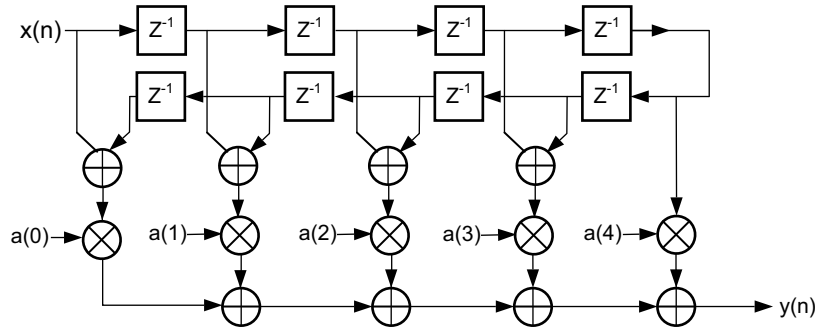 x(n) Z⁻¹ Z⁻¹ Z⁻¹ Z⁻¹
Z⁻¹ Z⁻¹ Z⁻¹ Z⁻¹
a(0) a(1) a(2) a(3) a(4)
y(n)